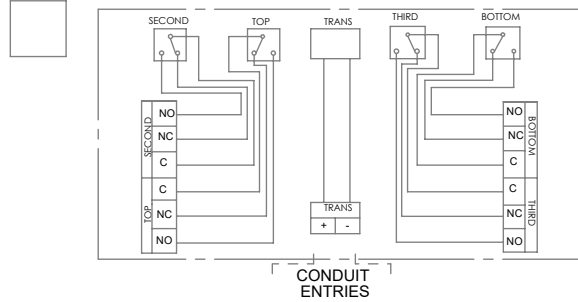 SECOND TOP TRANS THIRD BOTTOM
SECOND
NO
NC
C
TOP
C
NC
NO
TRANS
+ -
BOTTOM
NO
NC
C
THIRD
C
NC
NO
CONDUIT
ENTRIES